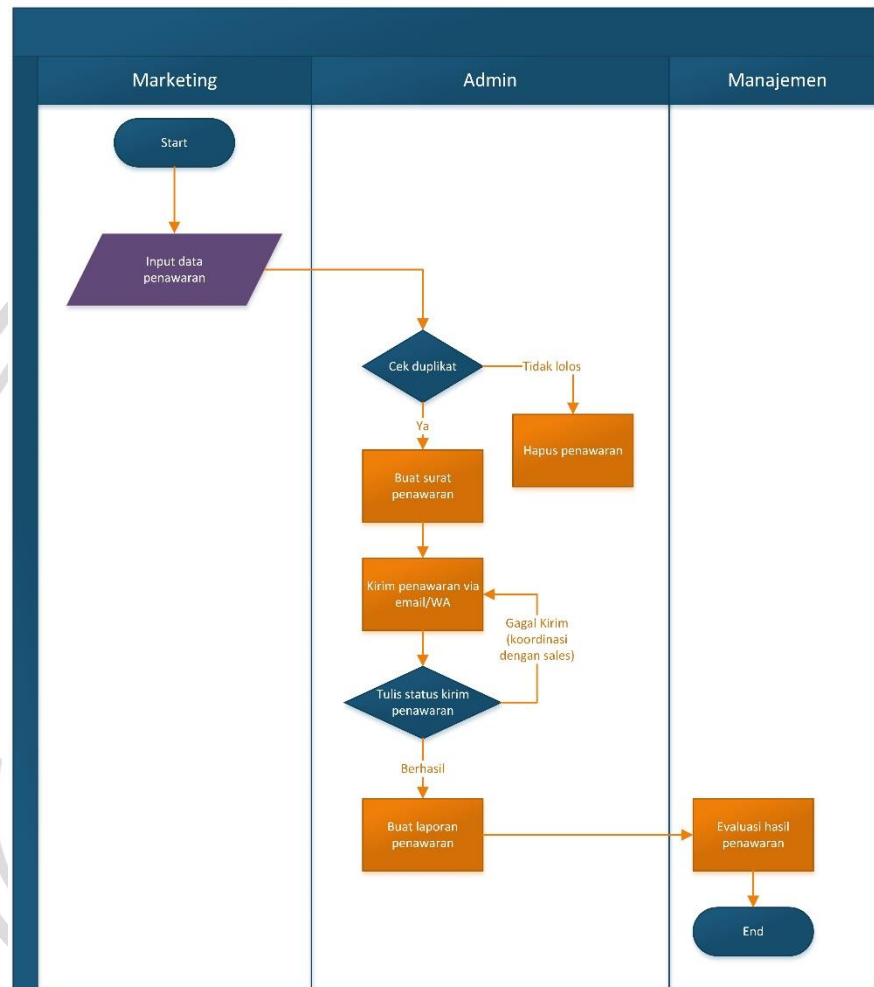 Marketing
Admin
Manajemen
Start
Input data
penawaran
Cek duplikat
Tidak lolos
Ya
Hapus penawaran
Buat surat
penawaran
Kirim penawaran via
email/WA
Gagal Kirim
(koordinasi
dengan sales)
Tulis status kirim
penawaran
Berhasil
Buat laporan
penawaran
Evaluasi hasil
penawaran
End